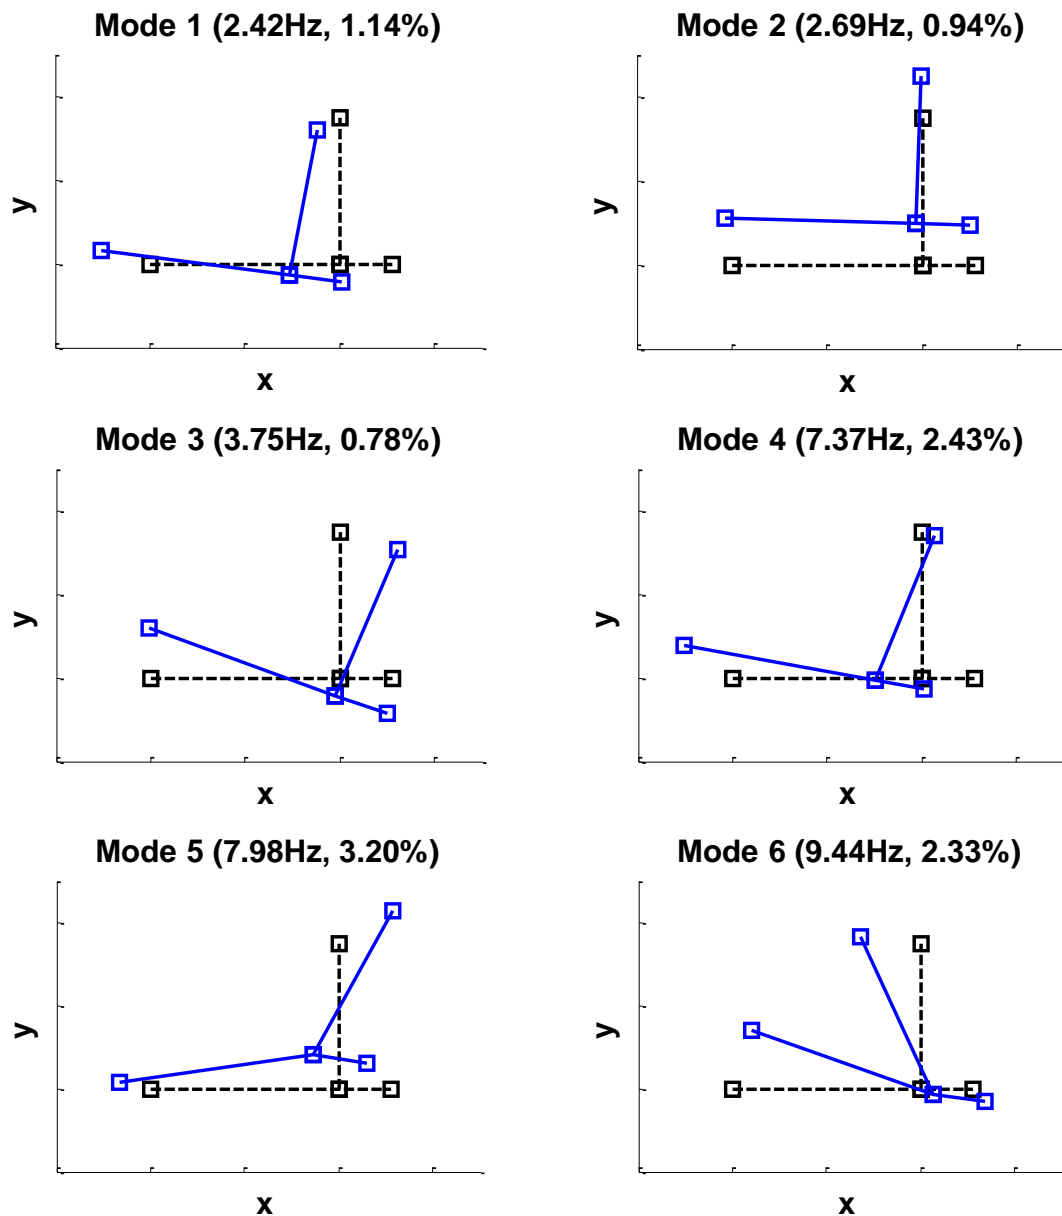 Mode 1 (2.42Hz, 1.14%)
Mode 2 (2.69Hz, 0.94%)
y
y
x
x
Mode 3 (3.75Hz, 0.78%)
Mode 4 (7.37Hz, 2.43%)
y
y
x
x
Mode 5 (7.98Hz, 3.20%)
Mode 6 (9.44Hz, 2.33%)
y
y
x
x